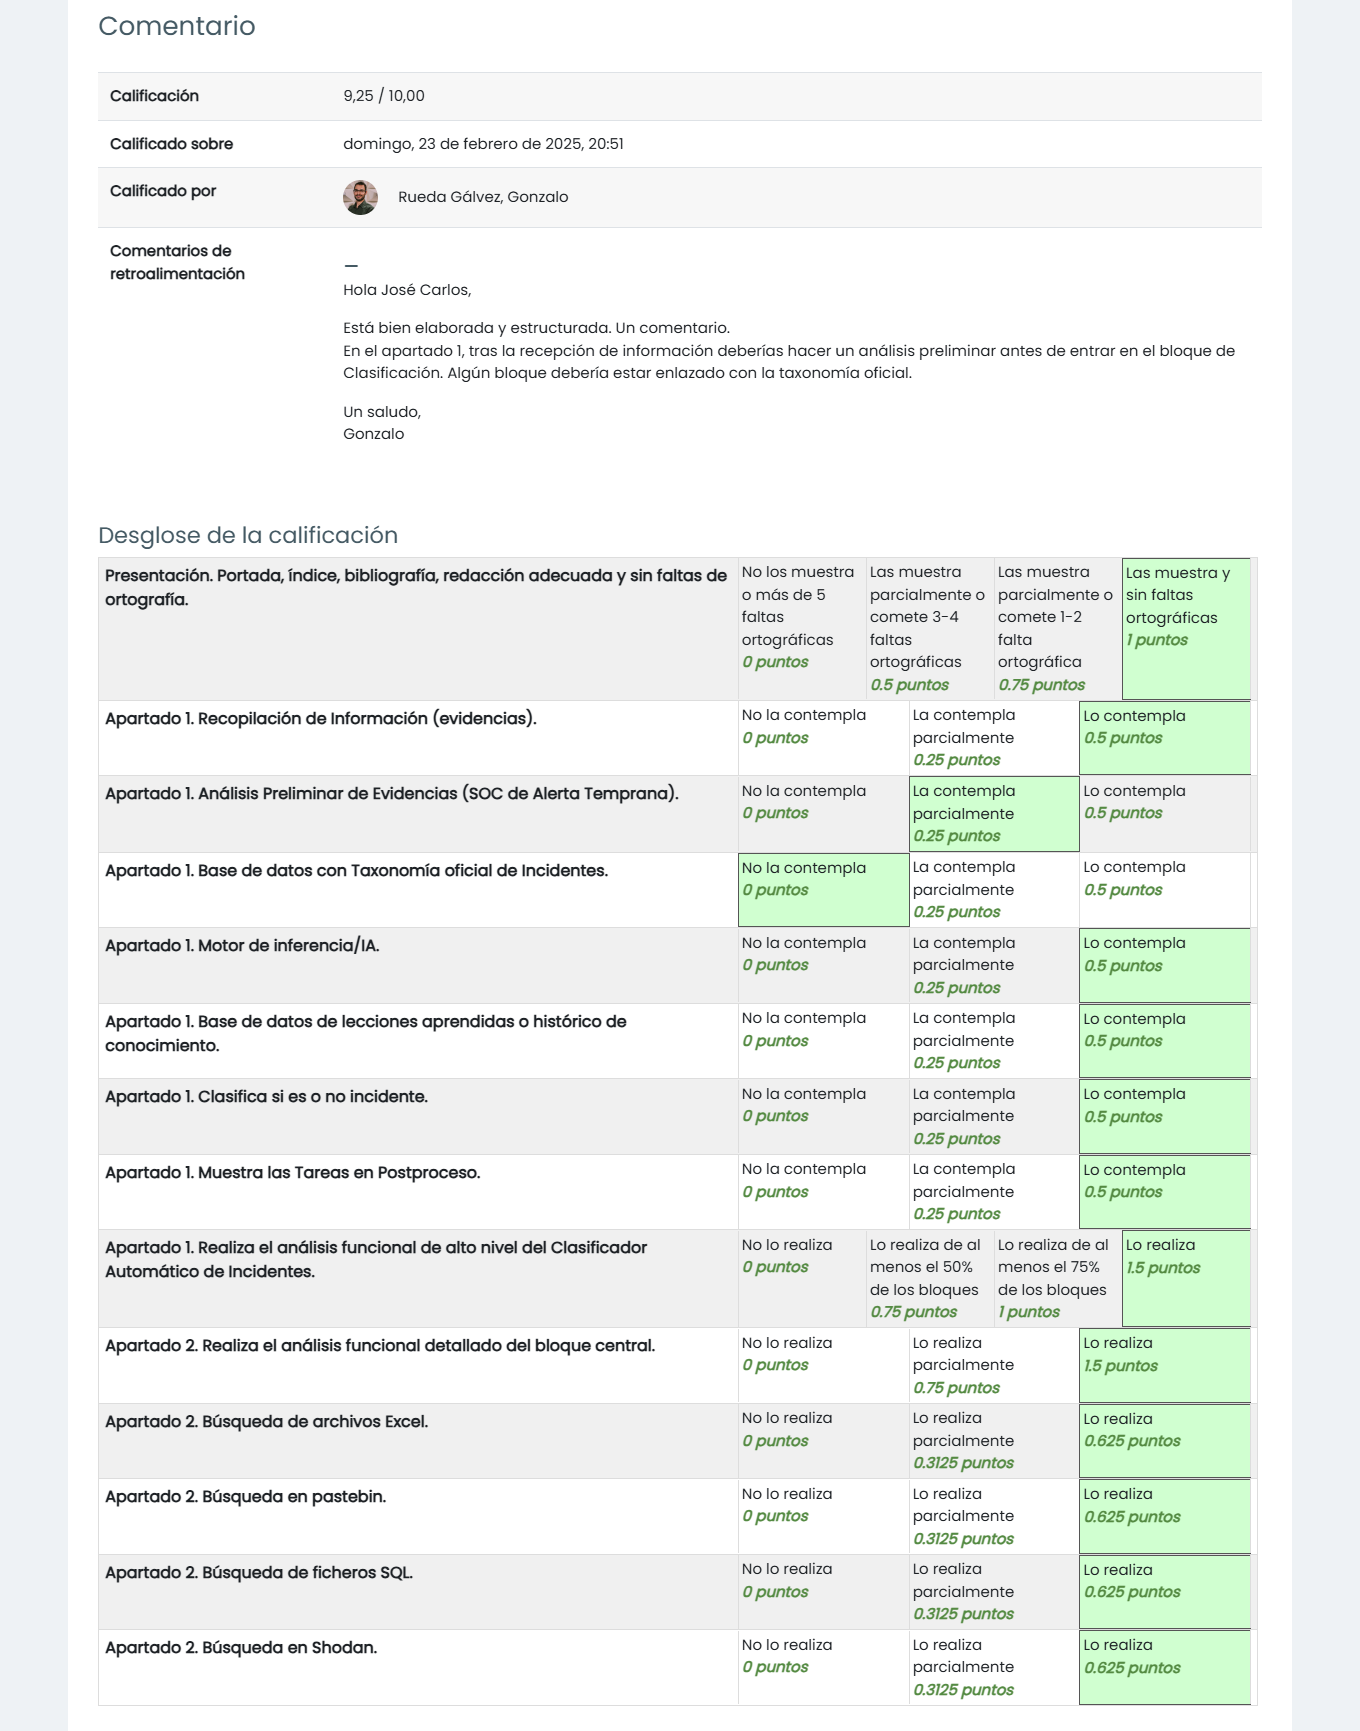 Comentario
Calificación
9,25 / 10,00
Calificado sobre
domingo, 23 de febrero de 2025, 20:51
Calificado por
Rueda Gálvez, Gonzalo
Comentarios de
retroalimentación
—
Hola José Carlos,
Está bien elaborada y estructurada. Un comentario.
En el apartado 1, tras la recepción de información deberías hacer un análisis preliminar antes de entrar en el bloque de
Clasificación. Algún bloque debería estar enlazado con la taxonomía oficial.
Un saludo,
Gonzalo
Desglose de la calificación
Presentación. Portada, índice, bibliografía, redacción adecuada y sin faltas de
ortografía.
No los muestra
o más de 5
faltas
ortográficas
0 puntos
Las muestra
parcialmente o
comete 3-4
faltas
ortográficas
0.5 puntos
Las muestra
parcialmente o
comete 1-2
falta
ortográfica
0.75 puntos
Las muestra y
sin faltas
ortográficas
1 puntos
Apartado 1. Recopilación de Información (evidencias).
No la contempla
0 puntos
La contempla
parcialmente
0.25 puntos
Lo contempla
0.5 puntos
Apartado 1. Análisis Preliminar de Evidencias (SOC de Alerta Temprana).
No la contempla
0 puntos
La contempla
parcialmente
0.25 puntos
Lo contempla
0.5 puntos
Apartado 1. Base de datos con Taxonomía oficial de Incidentes.
No la contempla
0 puntos
La contempla
parcialmente
0.25 puntos
Lo contempla
0.5 puntos
Apartado 1. Motor de inferencia/IA.
No la contempla
0 puntos
La contempla
parcialmente
0.25 puntos
Lo contempla
0.5 puntos
Apartado 1. Base de datos de lecciones aprendidas o histórico de
conocimiento.
No la contempla
0 puntos
La contempla
parcialmente
0.25 puntos
Lo contempla
0.5 puntos
Apartado 1. Clasifica si es o no incidente.
No la contempla
0 puntos
La contempla
parcialmente
0.25 puntos
Lo contempla
0.5 puntos
Apartado 1. Muestra las Tareas en Postproceso.
No la contempla
0 puntos
La contempla
parcialmente
0.25 puntos
Lo contempla
0.5 puntos
Apartado 1. Realiza el análisis funcional de alto nivel del Clasificador
Automático de Incidentes.
No lo realiza
0 puntos
Lo realiza de al
menos el 50%
de los bloques
0.75 puntos
Lo realiza de al
menos el 75%
de los bloques
1 puntos
Lo realiza
1.5 puntos
Apartado 2. Realiza el análisis funcional detallado del bloque central.
No lo realiza
0 puntos
Lo realiza
parcialmente
0.75 puntos
Lo realiza
1.5 puntos
Apartado 2. Búsqueda de archivos Excel.
No lo realiza
0 puntos
Lo realiza
parcialmente
0.3125 puntos
Lo realiza
0.625 puntos
Apartado 2. Búsqueda en pastebin.
No lo realiza
0 puntos
Lo realiza
parcialmente
0.3125 puntos
Lo realiza
0.625 puntos
Apartado 2. Búsqueda de ficheros SQL.
No lo realiza
0 puntos
Lo realiza
parcialmente
0.3125 puntos
Lo realiza
0.625 puntos
Apartado 2. Búsqueda en Shodan.
No lo realiza
0 puntos
Lo realiza
parcialmente
0.3125 puntos
Lo realiza
0.625 puntos